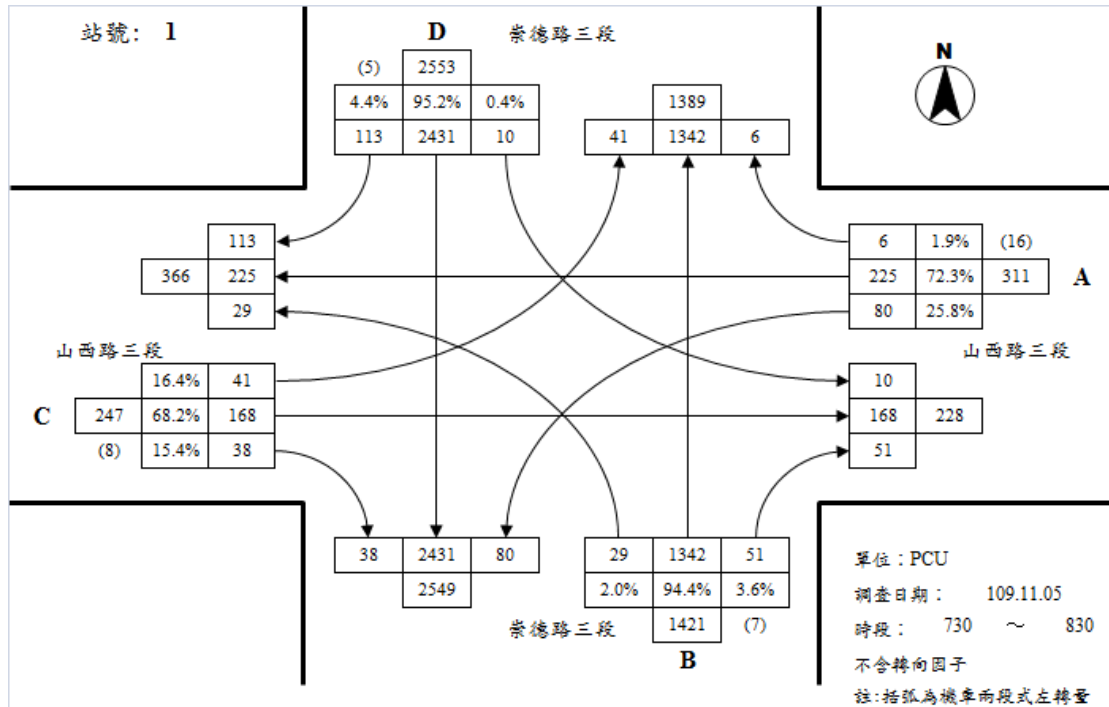 站號: 1
D 崇德路三段
N
(5) 2553
4.4% 95.2% 0.4%
113 2431 10
1389
41 1342 6
113
366 225
29
6 1.9% (16)
225 72.3% 311 A
80 25.8%
山西路三段
山西路三段
16.4% 41
C 247 68.2% 168
(8) 15.4% 38
10
168 228
51
38 2431 80
2549
29 1342 51
2.0% 94.4% 3.6%
1421 (7)
崇德路三段
B
單位:PCU
調查日期: 109.11.05
時段: 730 ～ 830
不含轉向因子
註:括弧為機車兩段式左轉量